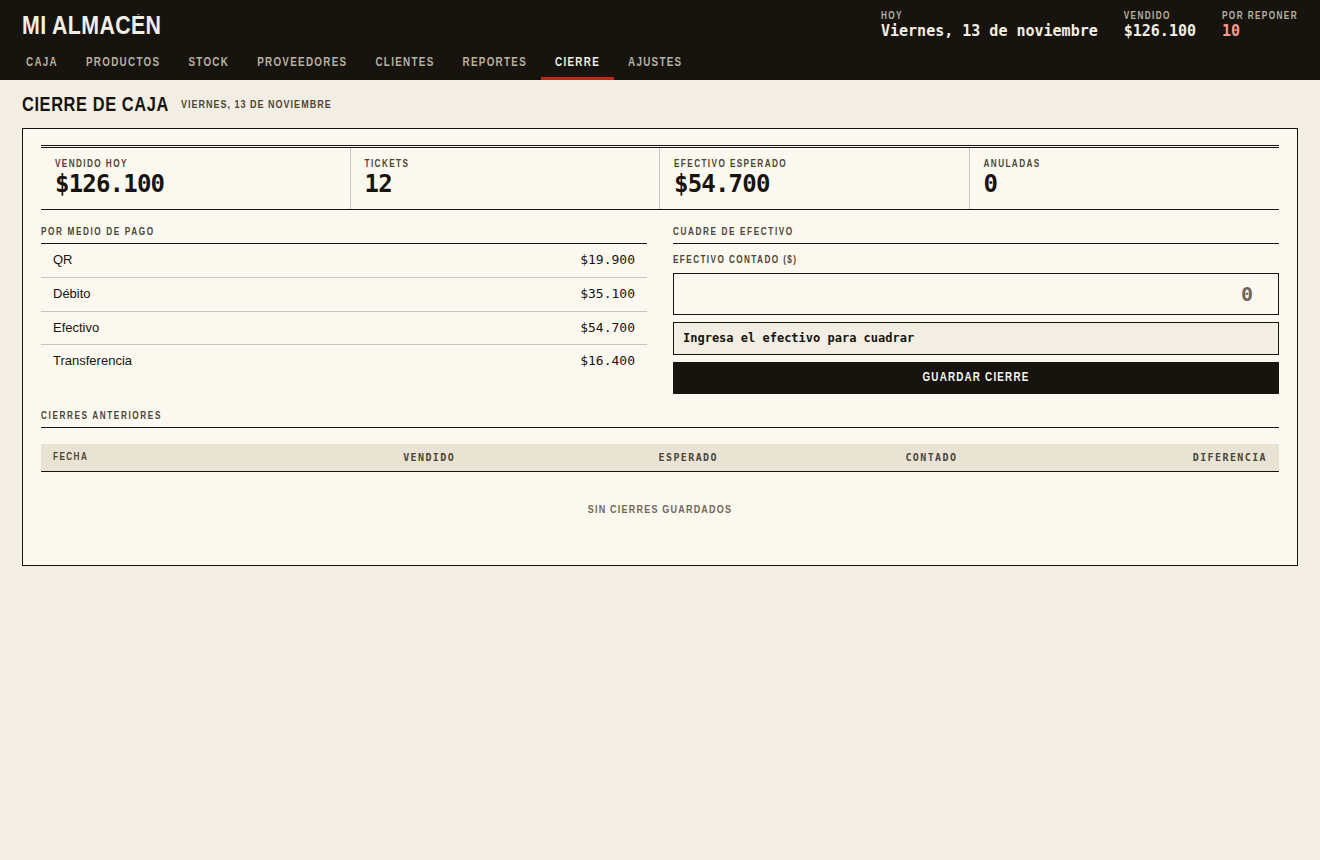 MI ALMACÉN
HOY
Viernes, 13 de noviembre
VENDIDO
$126.100
POR REPONER
10
CAJA PRODUCTOS STOCK PROVEEDORES CLIENTES REPORTES CIERRE AJUSTES
CIERRE DE CAJA VIERNES, 13 DE NOVIEMBRE
VENDIDO HOY
$126.100
TICKETS
12
EFECTIVO ESPERADO
$54.700
ANULADAS
0
POR MEDIO DE PAGO
QR $19.900
Débito $35.100
Efectivo $54.700
Transferencia $16.400
CUADRE DE EFECTIVO
EFECTIVO CONTADO ($)
0
Ingresa el efectivo para cuadrar
GUARDAR CIERRE
CIERRES ANTERIORES
FECHA VENDIDO ESPERADO CONTADO DIFERENCIA
SIN CIERRES GUARDADOS